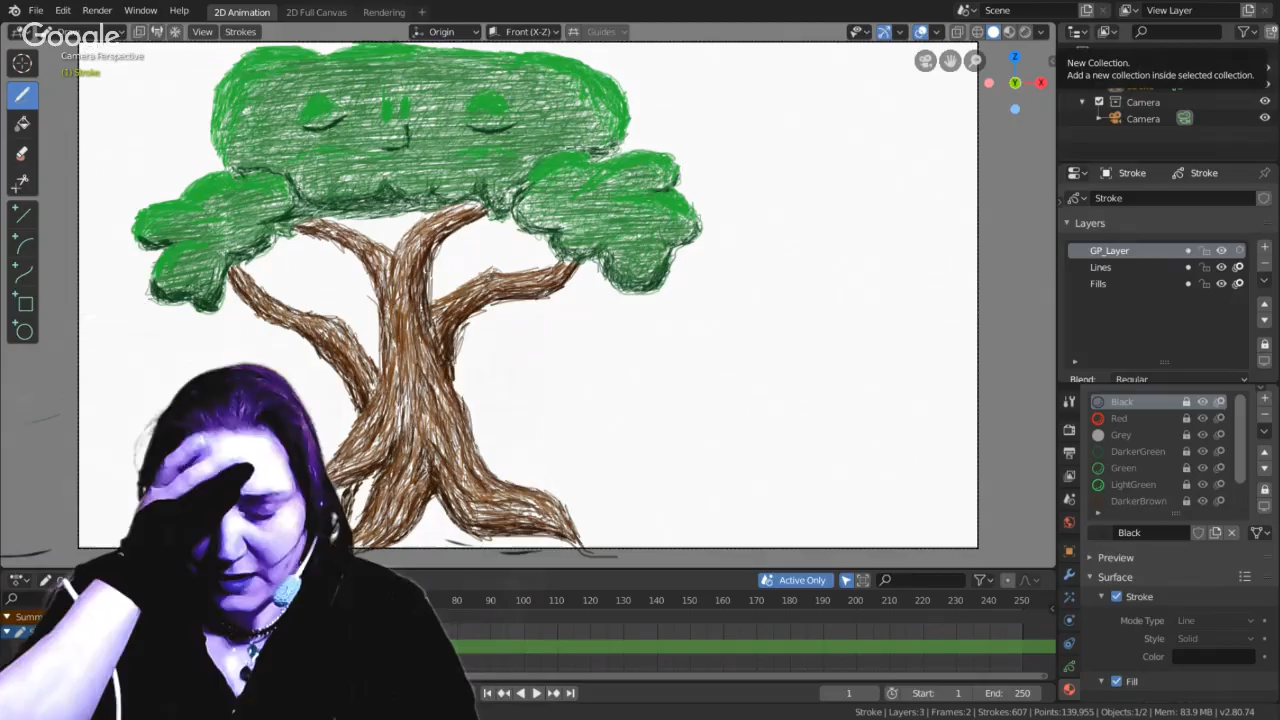 File Edit Render Window Help 2D Animation 2D Full Canvas Rendering + Scene View Layer
Google
View Strokes Origin Front (X-Z) Guides
Camera Perspective
(1) Stroke
Z
Y
X
New Collection.
Add a new collection inside selected collection.
Camera
Camera
Stroke Stroke
Stroke
Layers
GP_Layer
Lines
Fills
Blend: Regular
Black
Red
Grey
DarkerGreen
Green
LightGreen
DarkerBrown
Black
Preview
Surface
Stroke
Mode Type Line
Style Solid
Color
Fill
Active Only
80 90 100 110 120 130 140 150 160 170 180 190 200 210 220 230 240 250
Summ
1 Start: 1 End: 250
Stroke | Layers:3 | Frames:2 | Strokes:607 | Points:139,955 | Objects:1/2 | Mem: 83.9 MB | v2.80.74